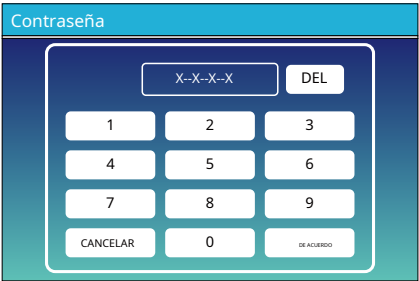 Contraseña
X--X--X--X DEL
1 2 3
4 5 6
7 8 9
CANCELAR 0 DE ACUERDO